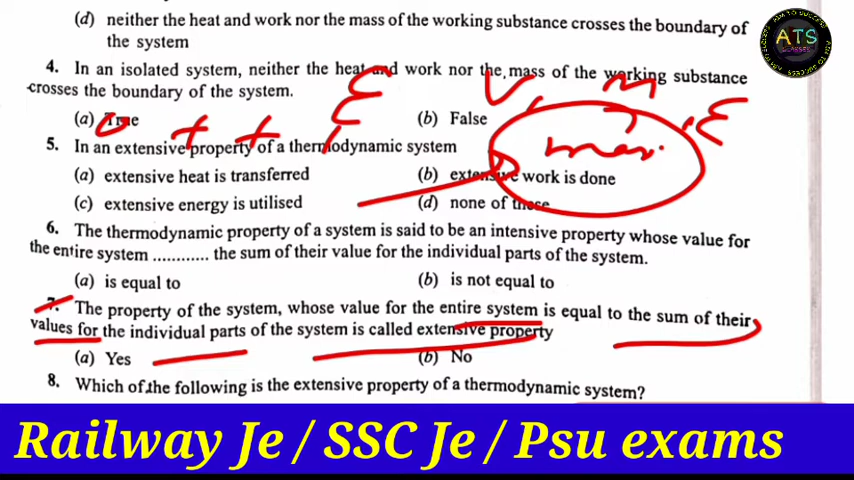 (d) neither the heat and work nor the mass of the working substance crosses the boundary of
the system
ATS
CLASSES
4. In an isolated system, neither the heat and work nor the mass of the working substance
crosses the boundary of the system.
(a) True (b) False
5. In an extensive property of a thermodynamic system
(a) extensive heat is transferred (b) extensive work is done
(c) extensive energy is utilised (d) none of these
6. The thermodynamic property of a system is said to be an intensive property whose value for
the entire system ............ the sum of their value for the individual parts of the system.
(a) is equal to (b) is not equal to
7. The property of the system, whose value for the entire system is equal to the sum of their
values for the individual parts of the system is called extensive property
(a) Yes (b) No
8. Which of the following is the extensive property of a thermodynamic system?
Railway Je / SSC Je / Psu exams